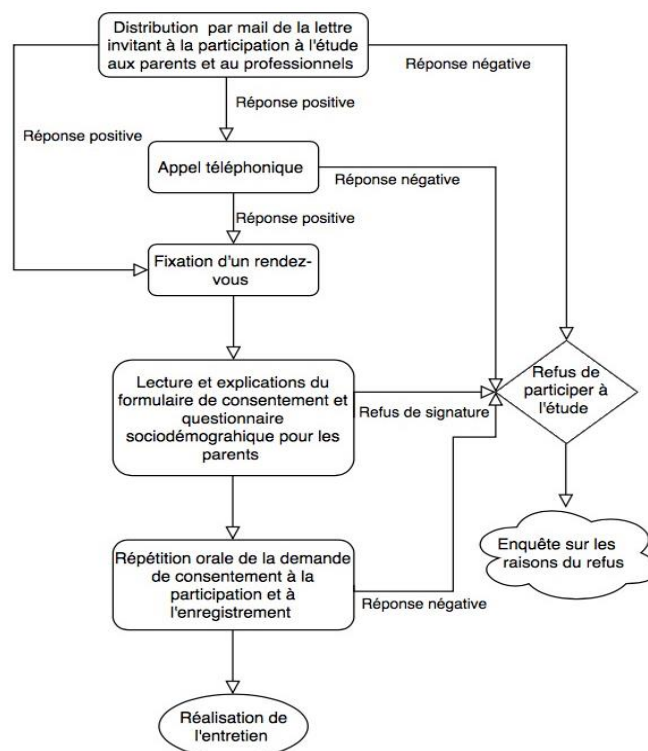 Distribution par mail de la lettre
invitant à la participation à l'étude
aux parents et au professionnels
Réponse négative
Réponse positive
Réponse positive
Appel téléphonique
Réponse négative
Réponse positive
Fixation d'un rendez-
vous
Lecture et explications du
formulaire de consentement et
questionnaire
sociodémograhique pour les
parents
Refus de signature
Refus de
participer à
l'étude
Répétition orale de la demande
de consentement à la
participation et à
l'enregistrement
Réponse négative
Enquête sur les
raisons du refus
Réalisation de
l'entretien